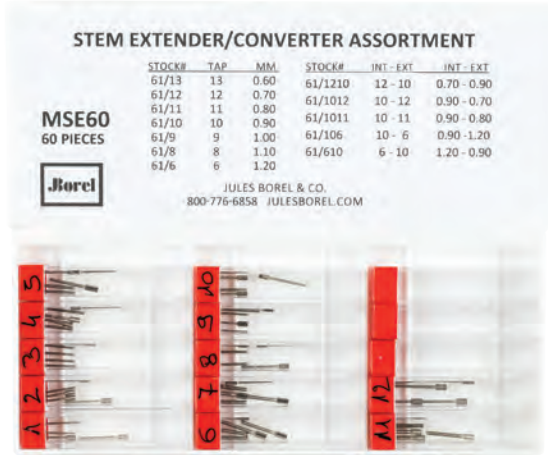 STEM EXTENDER/CONVERTER ASSORTMENT
STOCK# TAP MM STOCK# INT - EXT INT - EXT
61/13 13 0.60 61/1210 12 - 10 0.70 - 0.90
61/12 12 0.70 61/1012 10 - 12 0.90 - 0.70
61/11 11 0.80 61/1011 10 - 11 0.90 - 0.80
61/10 10 0.90 61/106 10 - 6 0.90 -1.20
61/9 9 1.00 61/610 6 - 10 1.20 - 0.90
61/8 8 1.10
61/6 6 1.20
MSE60
60 PIECES
Borel
JULES BOREL & CO.
800-776-6858 JULESBOREL.COM
5
4
3
2
1
10
9
8
7
6
12
11